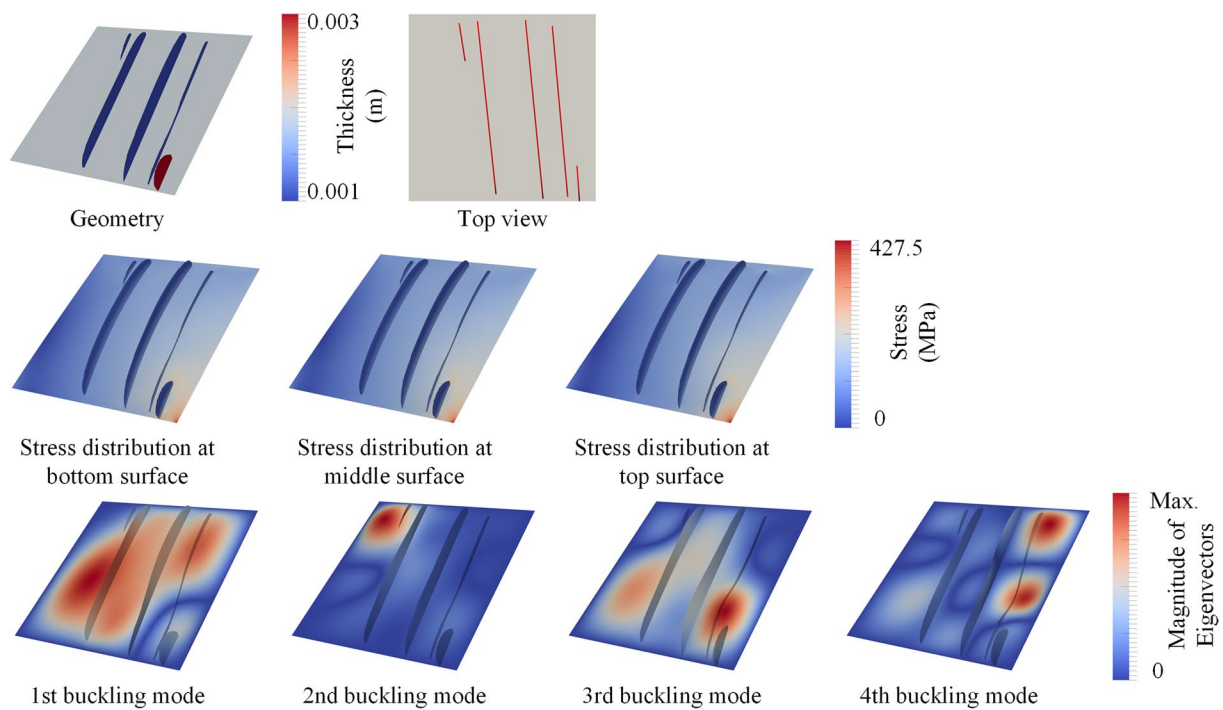 0.003
Thickness
(m)
0.001
Geometry
Top view
427.5
Stress
(MPa)
0
Stress distribution at
bottom surface
Stress distribution at
middle surface
Stress distribution at
top surface
Max.
Magnitude of
Eigenvectors
0
1st buckling mode
2nd buckling mode
3rd buckling mode
4th buckling mode